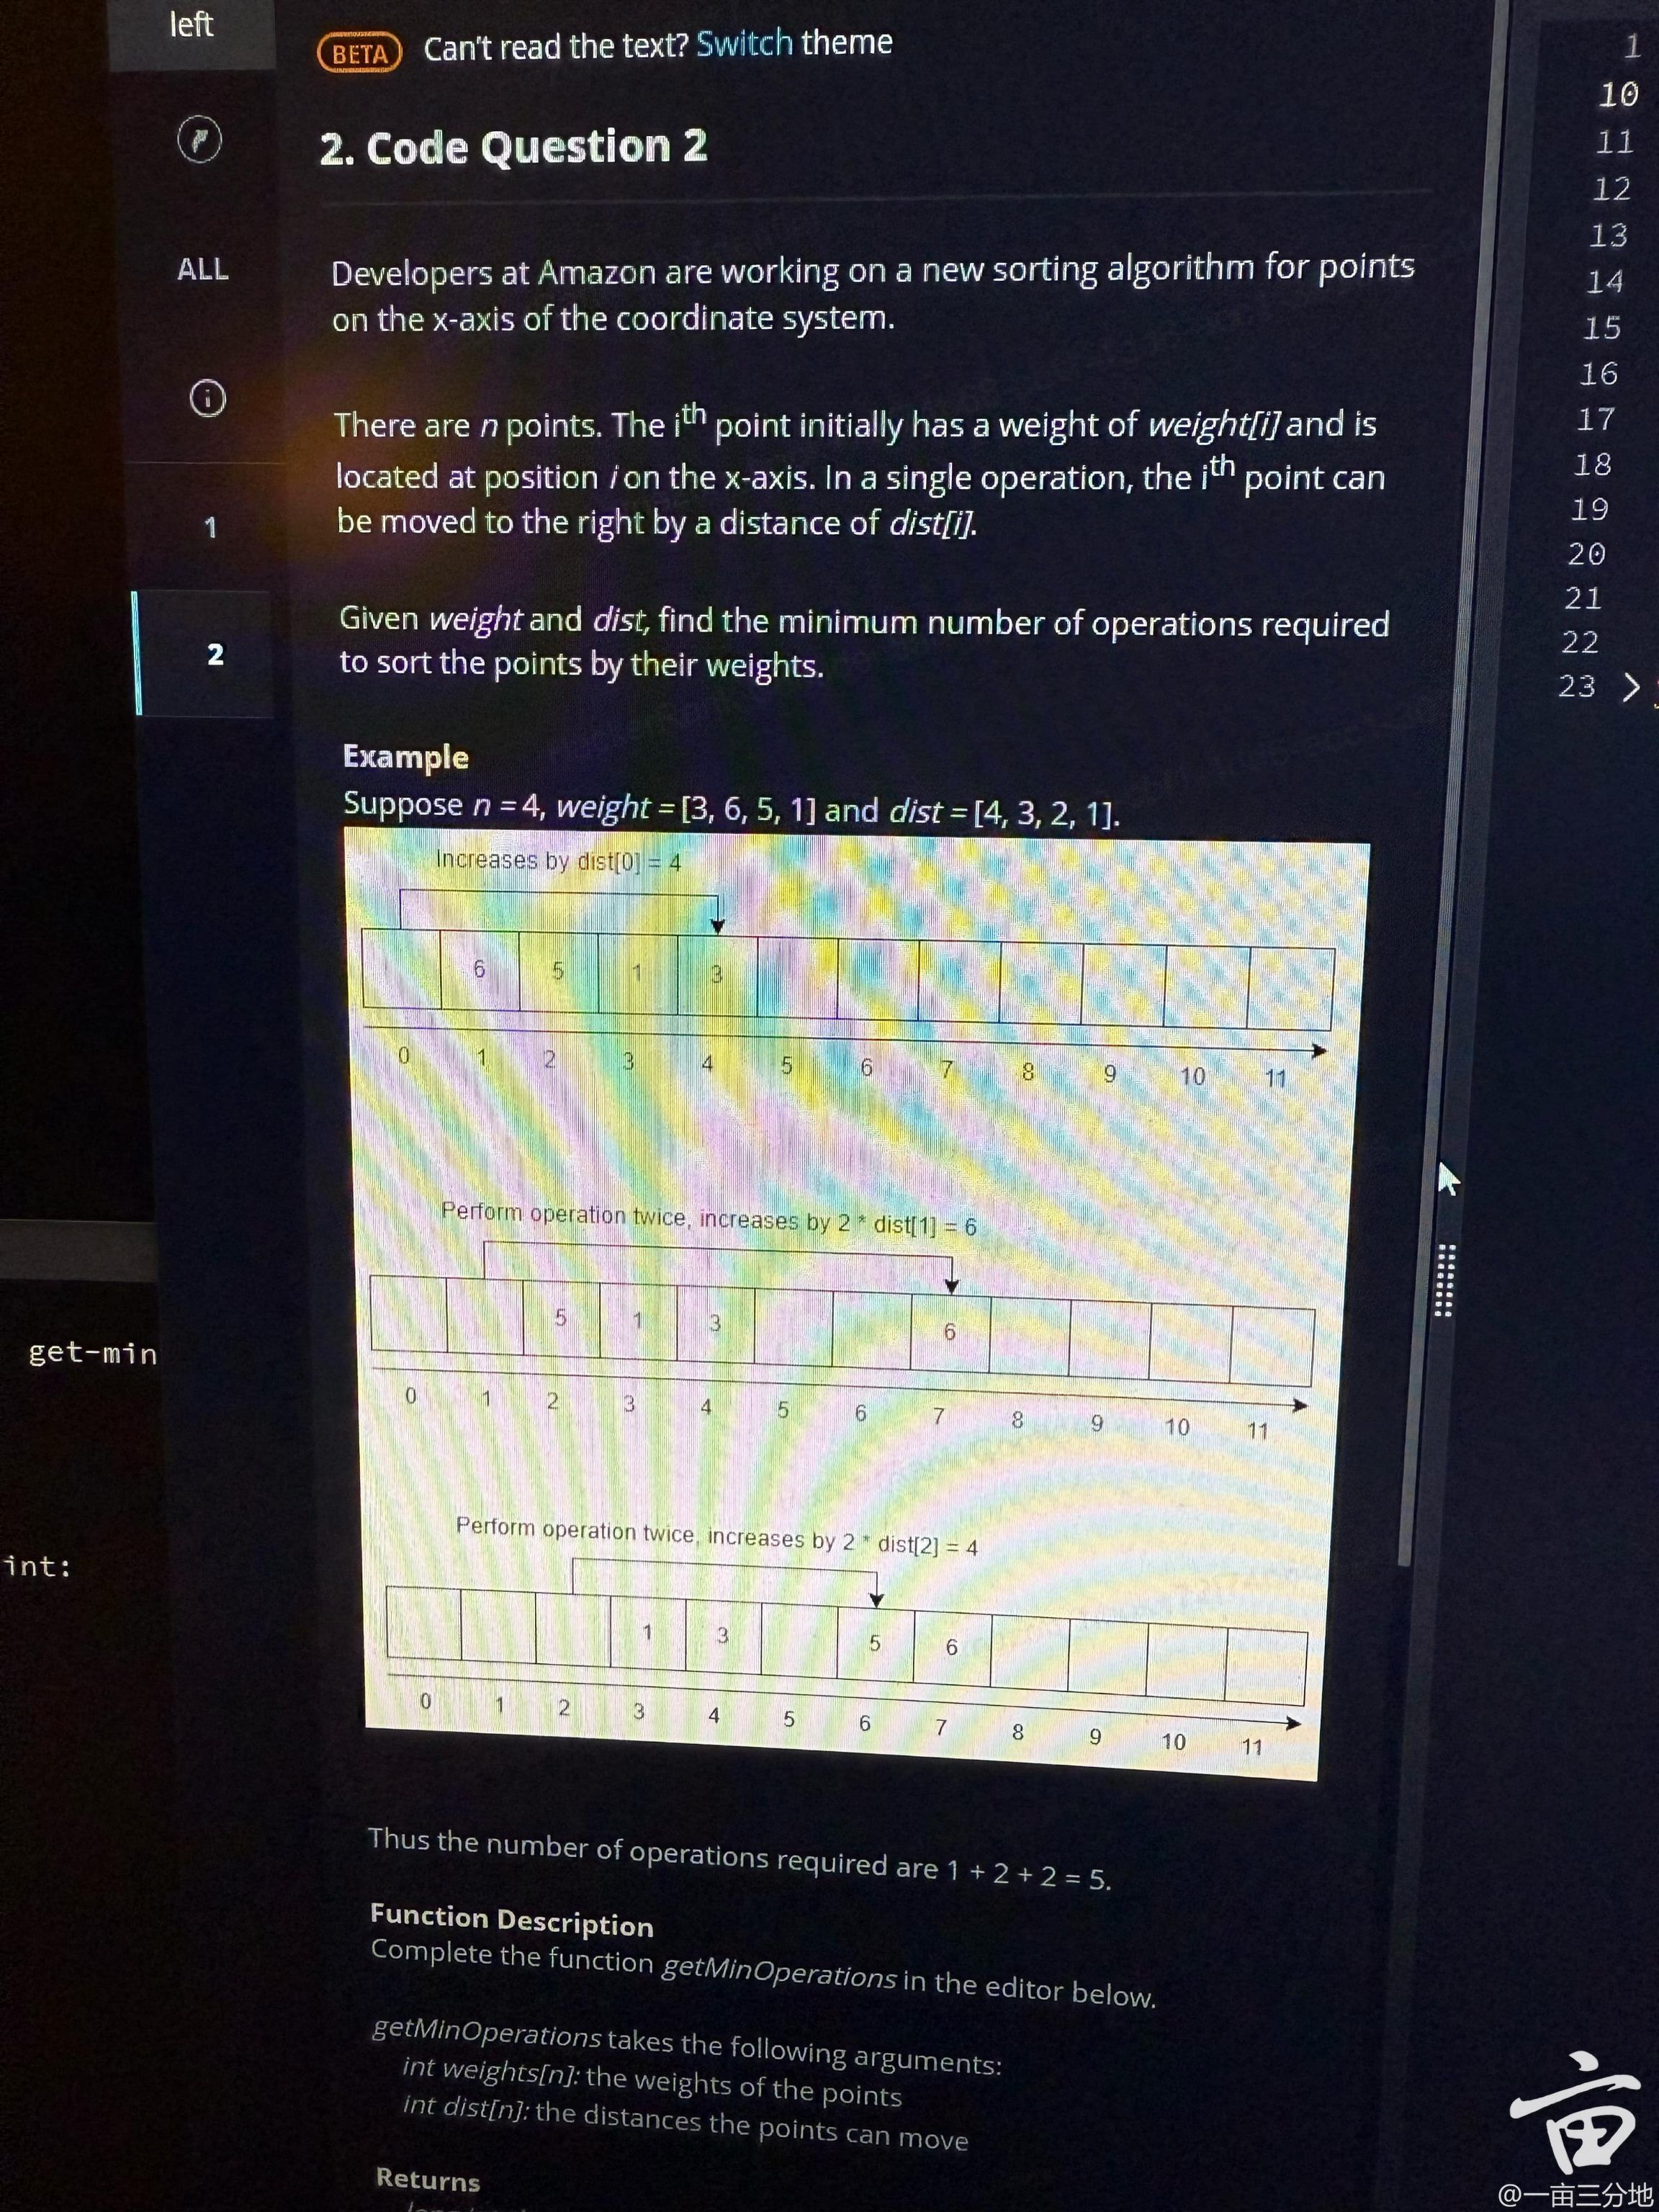 left
BETA Can't read the text? Switch theme
2. Code Question 2
ALL
Developers at Amazon are working on a new sorting algorithm for points
on the x-axis of the coordinate system.
There are n points. The ith point initially has a weight of weight[i] and is
located at position i on the x-axis. In a single operation, the ith point can
be moved to the right by a distance of dist[i].
1
2
Given weight and dist, find the minimum number of operations required
to sort the points by their weights.
Example
Suppose n = 4, weight = [3, 6, 5, 1] and dist = [4, 3, 2, 1].
Increases by dist[0] = 4
6 5 1 3
0 1 2 3 4 5 6 7 8 9 10 11
Perform operation twice, increases by 2 * dist[1] = 6
5 1 3 6
0 1 2 3 4 5 6 7 8 9 10 11
Perform operation twice, increases by 2 * dist[2] = 4
1 3 5 6
0 1 2 3 4 5 6 7 8 9 10 11
Thus the number of operations required are 1 + 2 + 2 = 5.
Function Description
Complete the function getMinOperations in the editor below.
getMinOperations takes the following arguments:
int weights[n]: the weights of the points
int dist[n]: the distances the points can move
Returns
get-min
int:
1
10
11
12
13
14
15
16
17
18
19
20
21
22
23
亩
@一亩三分地